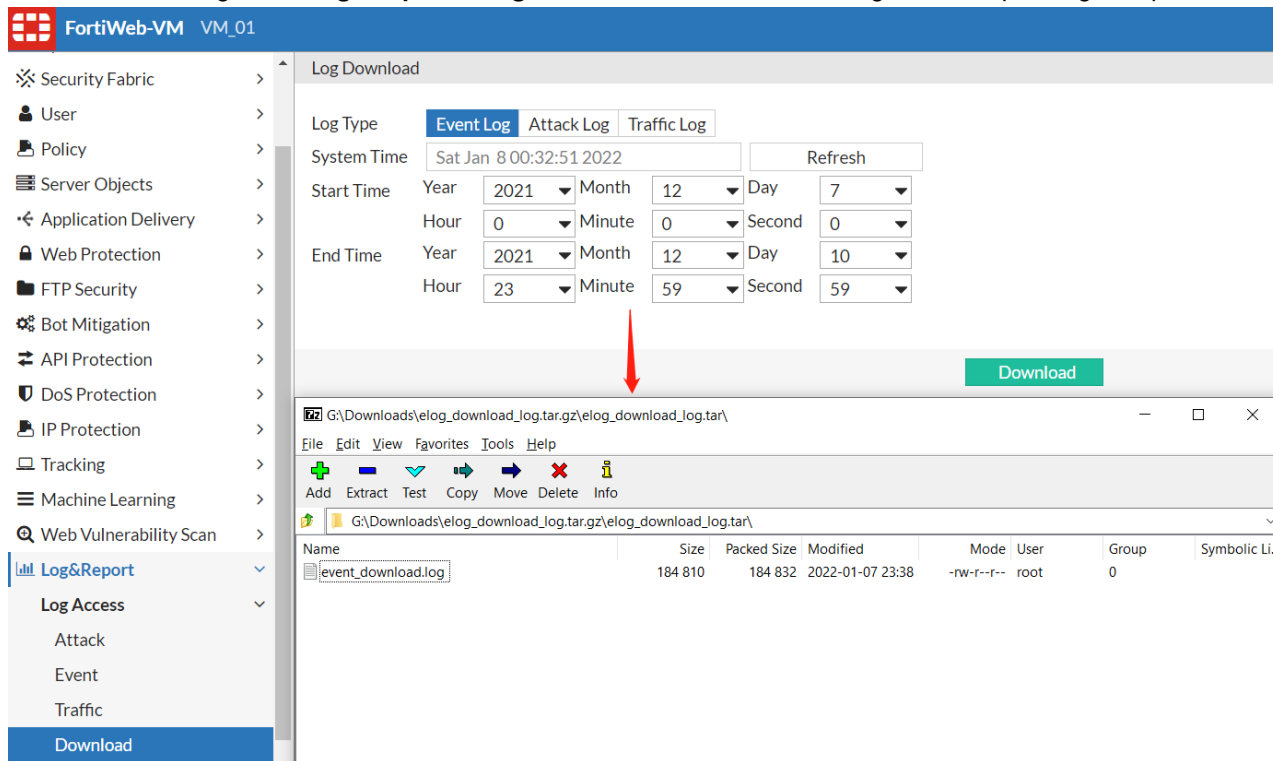 FortiWeb-VM VM_01
Security Fabric
User
Policy
Server Objects
Application Delivery
Web Protection
FTP Security
Bot Mitigation
API Protection
DoS Protection
IP Protection
Tracking
Machine Learning
Web Vulnerability Scan
Log&Report
Log Access
Attack
Event
Traffic
Download
Log Download
Log Type Event Log Attack Log Traffic Log
System Time Sat Jan 8 00:32:51 2022 Refresh
Start Time Year 2021 Month 12 Day 7
Hour 0 Minute 0 Second 0
End Time Year 2021 Month 12 Day 10
Hour 23 Minute 59 Second 59
Download
G:\Downloads\elog_download_log.tar.gz\elog_download_log.tar\
File Edit View Favorites Tools Help
Add Extract Test Copy Move Delete Info
G:\Downloads\elog_download_log.tar.gz\elog_download_log.tar\
Name Size Packed Size Modified Mode User Group Symbolic Li.
event_download.log 184 810 184 832 2022-01-07 23:38 -rw-r--r-- root 0